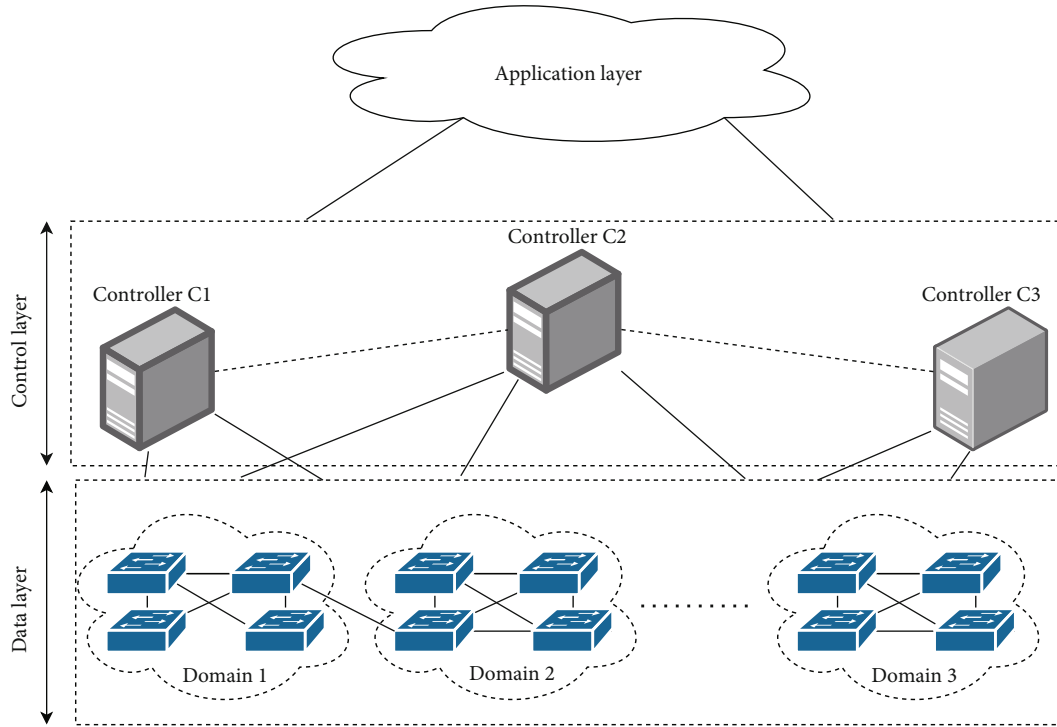 Application layer
Control layer
Controller C1
Controller C2
Controller C3
Data layer
Domain 1
Domain 2
Domain 3